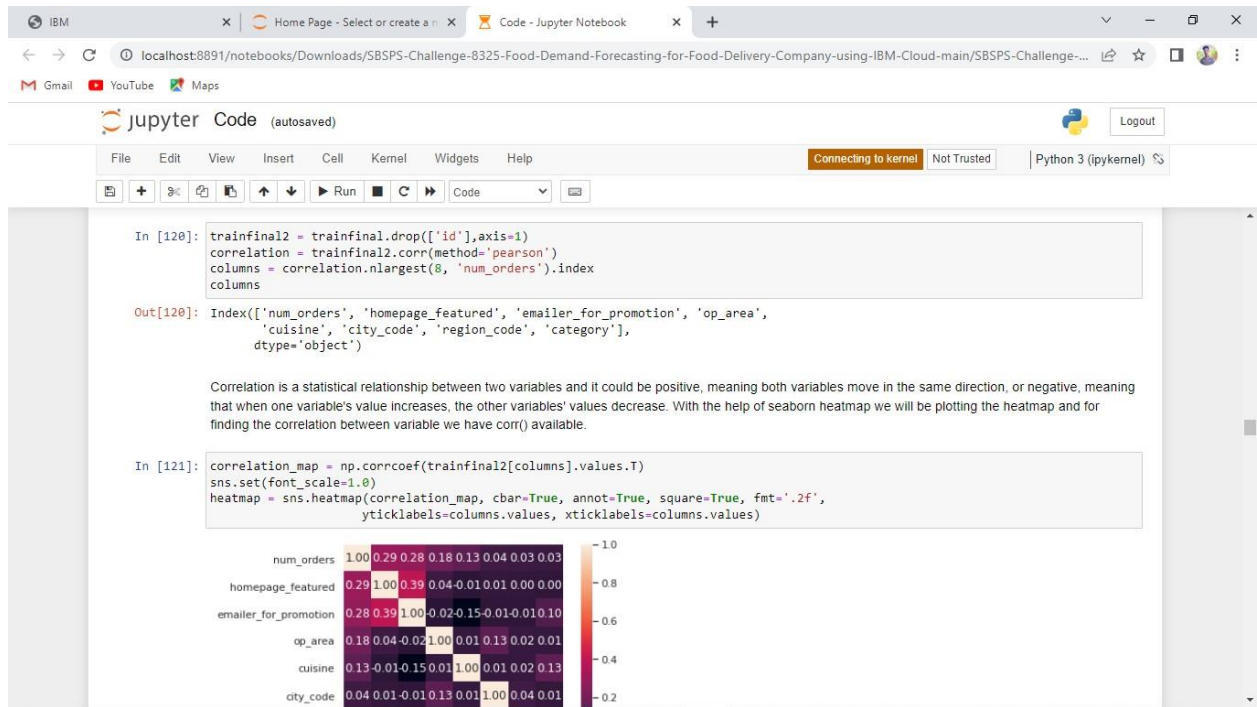 IBM
Home Page - Select or create a n
Code - Jupyter Notebook
localhost:8891/notebooks/Downloads/SBSPS-Challenge-8325-Food-Demand-Forecasting-for-Food-Delivery-Company-using-IBM-Cloud-main/SBSPS-Challenge-...
Gmail YouTube Maps
jupyter Code (autosaved)
Logout
File Edit View Insert Cell Kernel Widgets Help
Connecting to kernel Not Trusted Python 3 (ipykernel)
Run Code
In [120]: trainfinal2 = trainfinal.drop(['id'],axis=1)
correlation = trainfinal2.corr(method='pearson')
columns = correlation.nlargest(8, 'num_orders').index
columns
Out[120]: Index(['num_orders', 'homepage_featured', 'emailer_for_promotion', 'op_area',
'cuisine', 'city_code', 'region_code', 'category'],
dtype='object')
Correlation is a statistical relationship between two variables and it could be positive, meaning both variables move in the same direction, or negative, meaning
that when one variable's value increases, the other variables' values decrease. With the help of seaborn heatmap we will be plotting the heatmap and for
finding the correlation between variable we have corr() available.
In [121]: correlation_map = np.corrcoef(trainfinal2[columns].values.T)
sns.set(font_scale=1.0)
heatmap = sns.heatmap(correlation_map, cbar=True, annot=True, square=True, fmt='.2f',
yticklabels=columns.values, xticklabels=columns.values)
num_orders 1.00 0.29 0.28 0.18 0.13 0.04 0.03 0.03
homepage_featured 0.29 1.00 0.39 0.04 -0.01 0.01 0.00 0.00
emailer_for_promotion 0.28 0.39 1.00 -0.02 -0.15 -0.01 -0.01 0.10
op_area 0.18 0.04 -0.02 1.00 0.01 0.13 0.02 0.01
cuisine 0.13 -0.01 -0.15 0.01 1.00 0.01 0.02 0.13
city_code 0.04 0.01 -0.01 0.13 0.01 1.00 0.04 0.01
1.0
0.8
0.6
0.4
0.2